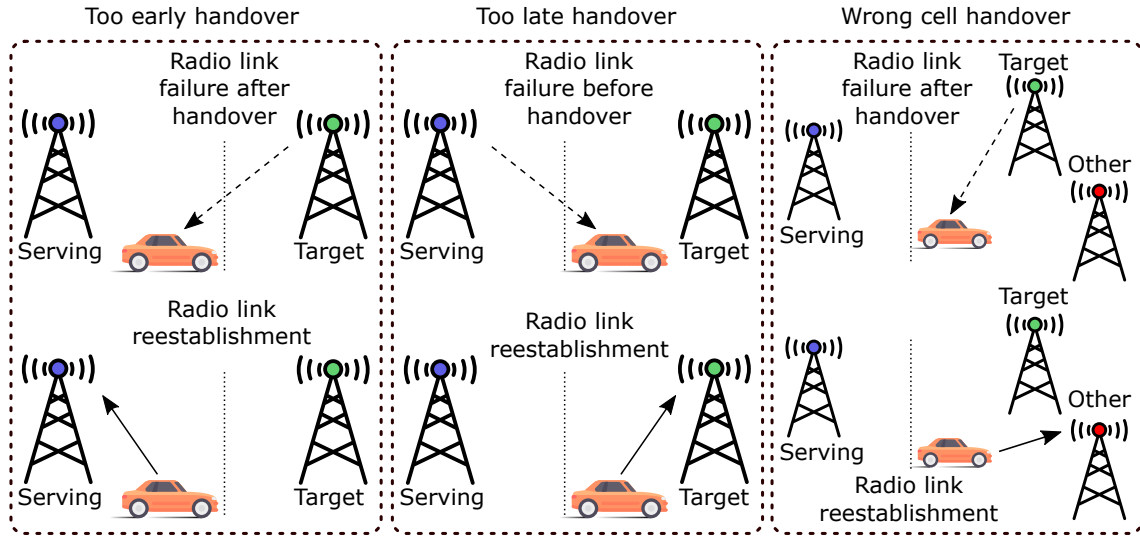 Too early handover
Radio link
failure after
handover
Serving
Target
Radio link
reestablishment
Serving
Target
Too late handover
Radio link
failure before
handover
Serving
Target
Radio link
reestablishment
Serving
Target
Wrong cell handover
Radio link
failure after
handover
Target
Other
Serving
Target
Other
Serving
Radio link
reestablishment